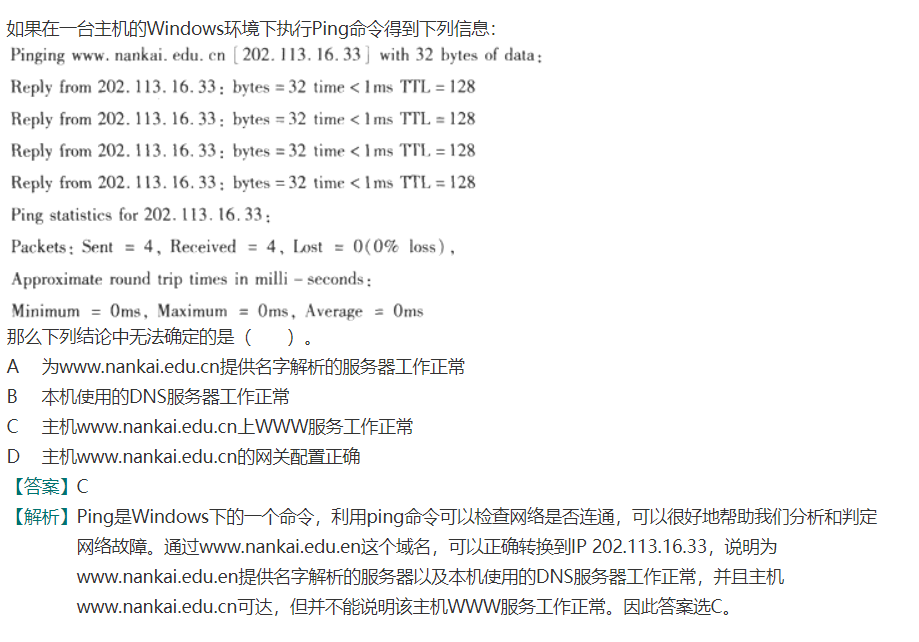 如果在一台主机的Windows环境下执行Ping命令得到下列信息：
Pinging www. nankai. edu. cn [ 202. 113. 16. 33 ] with 32 bytes of data；
Reply from 202. 113. 16. 33；bytes = 32 time < 1ms TTL = 128
Reply from 202. 113. 16. 33；bytes = 32 time < 1ms TTL = 128
Reply from 202. 113. 16. 33；bytes = 32 time < 1ms TTL = 128
Reply from 202. 113. 16. 33；bytes = 32 time < 1ms TTL = 128
Ping statistics for 202. 113. 16. 33；
Packets：Sent = 4, Received = 4, Lost = 0(0% loss),
Approximate round trip times in milli – seconds：
Minimum = 0ms, Maximum = 0ms, Average = 0ms
那么下列结论中无法确定的是（ ）。
A 为www.nankai.edu.cn提供名字解析的服务器工作正常
B 本机使用的DNS服务器工作正常
C 主机www.nankai.edu.cn上WWW服务工作正常
D 主机www.nankai.edu.cn的网关配置正确
【答案】C
【解析】Ping是Windows下的一个命令，利用ping命令可以检查网络是否连通，可以很好地帮助我们分析和判定
网络故障。通过www.nankai.edu.en这个域名，可以正确转换到IP 202.113.16.33，说明为
www.nankai.edu.en提供名字解析的服务器以及本机使用的DNS服务器工作正常，并且主机
www.nankai.edu.cn可达，但并不能说明该主机WWW服务工作正常。因此答案选C。